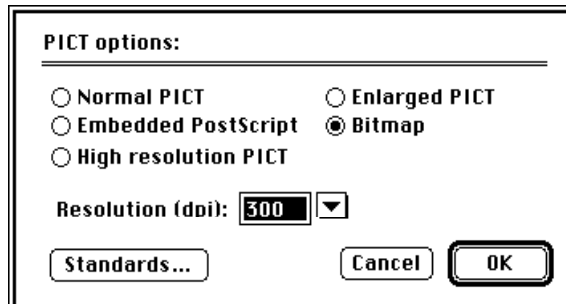 PICT options:
Normal PICT Enlarged PICT
Embedded PostScript Bitmap
High resolution PICT
Resolution (dpi): 300
Standards... Cancel OK